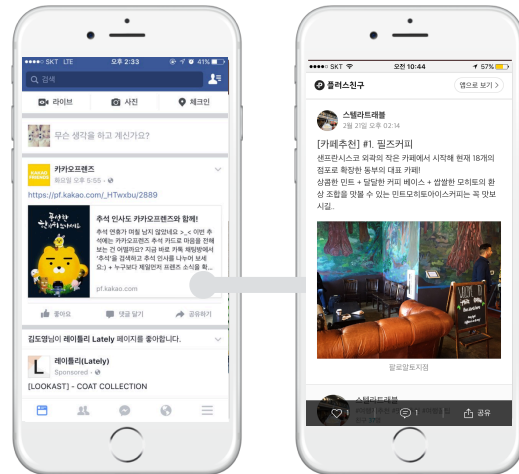 SKT LTE 오후 2:33 41%
검색
라이브 사진 체크인
무슨 생각을 하고 계신가요?
카카오프렌즈
화요일 오후 5:55
https://pf.kakao.com/_HTwxbu/2889
추석 인사도 카카오프렌즈와 함께!
추석 연휴가 며칠 남지 않았네요 >_< 이번 추
석에는 카카오프렌즈 추석 카드로 마음을 전해
보는 건 어떨까요? 지금 바로 카톡 채팅방에서
'추석'을 검색하고 추석 인사를 나누어 보세
요:) + 누구보다 제일먼저 프렌즈 소식을 확...
pf.kakao.com
좋아요 댓글 달기 공유하기
김도영님이 레이틀리 Lately 페이지를 좋아합니다.
L
레이틀리(Lately)
Sponsored
[LOOKAST] - COAT COLLECTION
SKT 오전 10:44 57%
플러스친구 앱으로 보기 >
스텔라트래블
2월 21일 오후 02:14
[카페추천] #1. 필즈커피
샌프란시스코 외곽의 작은 카페에서 시작해 현재 18개의
점포로 확장한 동부의 대표 카페!
상큼한 민트 + 달달한 커피 베이스 + 쌉쌀한 모히토의 환
상 조합을 맛볼 수 있는 민트모히토아이스커피는 꼭 맛보
시길..
팔로알토지점
스텔라트래블
1 1 공유